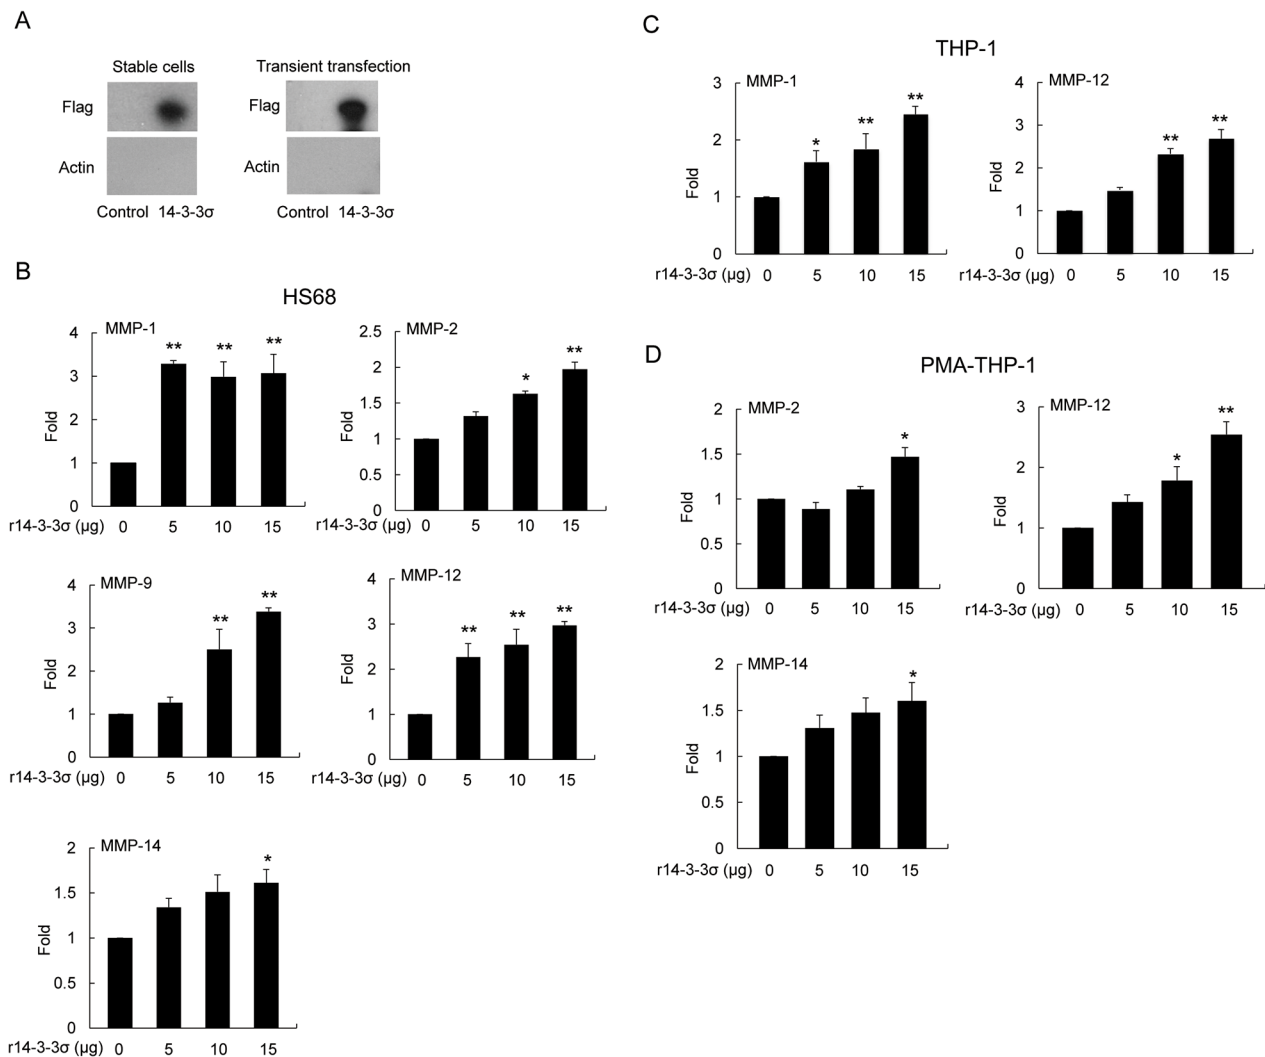 A
Stable cells
Transient transfection
Flag
Flag
Actin
Actin
Control 14-3-3σ
Control 14-3-3σ
B
HS68
MMP-1
4
** ** **
3
2
1
0
Fold
r14-3-3σ (µg) 0 5 10 15
MMP-2
2.5
**
2
*
1.5
1
0.5
0
Fold
r14-3-3σ (µg) 0 5 10 15
MMP-9
4
**
3
**
2
1
0
Fold
r14-3-3σ (µg) 0 5 10 15
MMP-12
4
** ** **
3
2
1
0
Fold
r14-3-3σ (µg) 0 5 10 15
MMP-14
2
*
1.5
1
0.5
0
Fold
r14-3-3σ (µg) 0 5 10 15
C
THP-1
MMP-1
3
* ** **
2
1
0
Fold
r14-3-3σ (µg) 0 5 10 15
MMP-12
4
** **
3
2
1
0
Fold
r14-3-3σ (µg) 0 5 10 15
D
PMA-THP-1
MMP-2
2
*
1.5
1
0.5
0
Fold
r14-3-3σ (µg) 0 5 10 15
MMP-12
3
* **
2
1
0
Fold
r14-3-3σ (µg) 0 5 10 15
MMP-14
2
*
1.5
1
0.5
0
Fold
r14-3-3σ (µg) 0 5 10 15